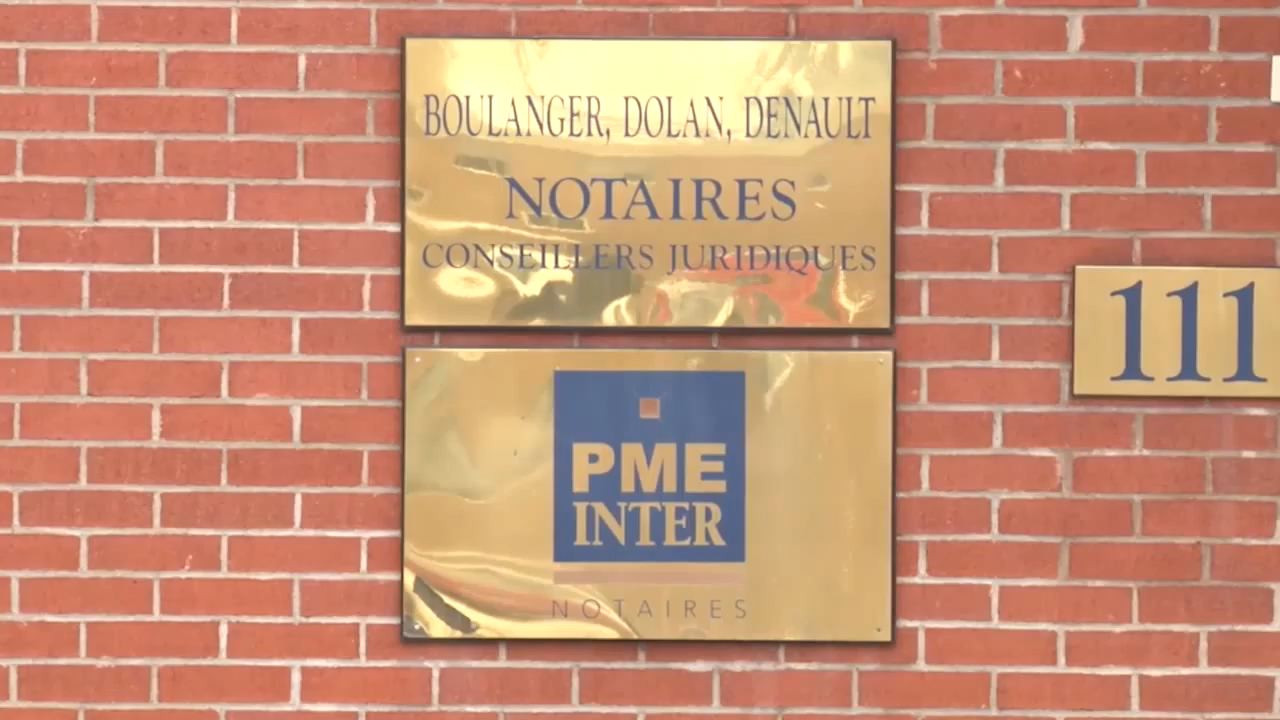 BOULANGER, DOLAN, DENAULT
NOTAIRES
CONSEILLERS JURIDIQUES
111
PME
INTER
NOTAIRES